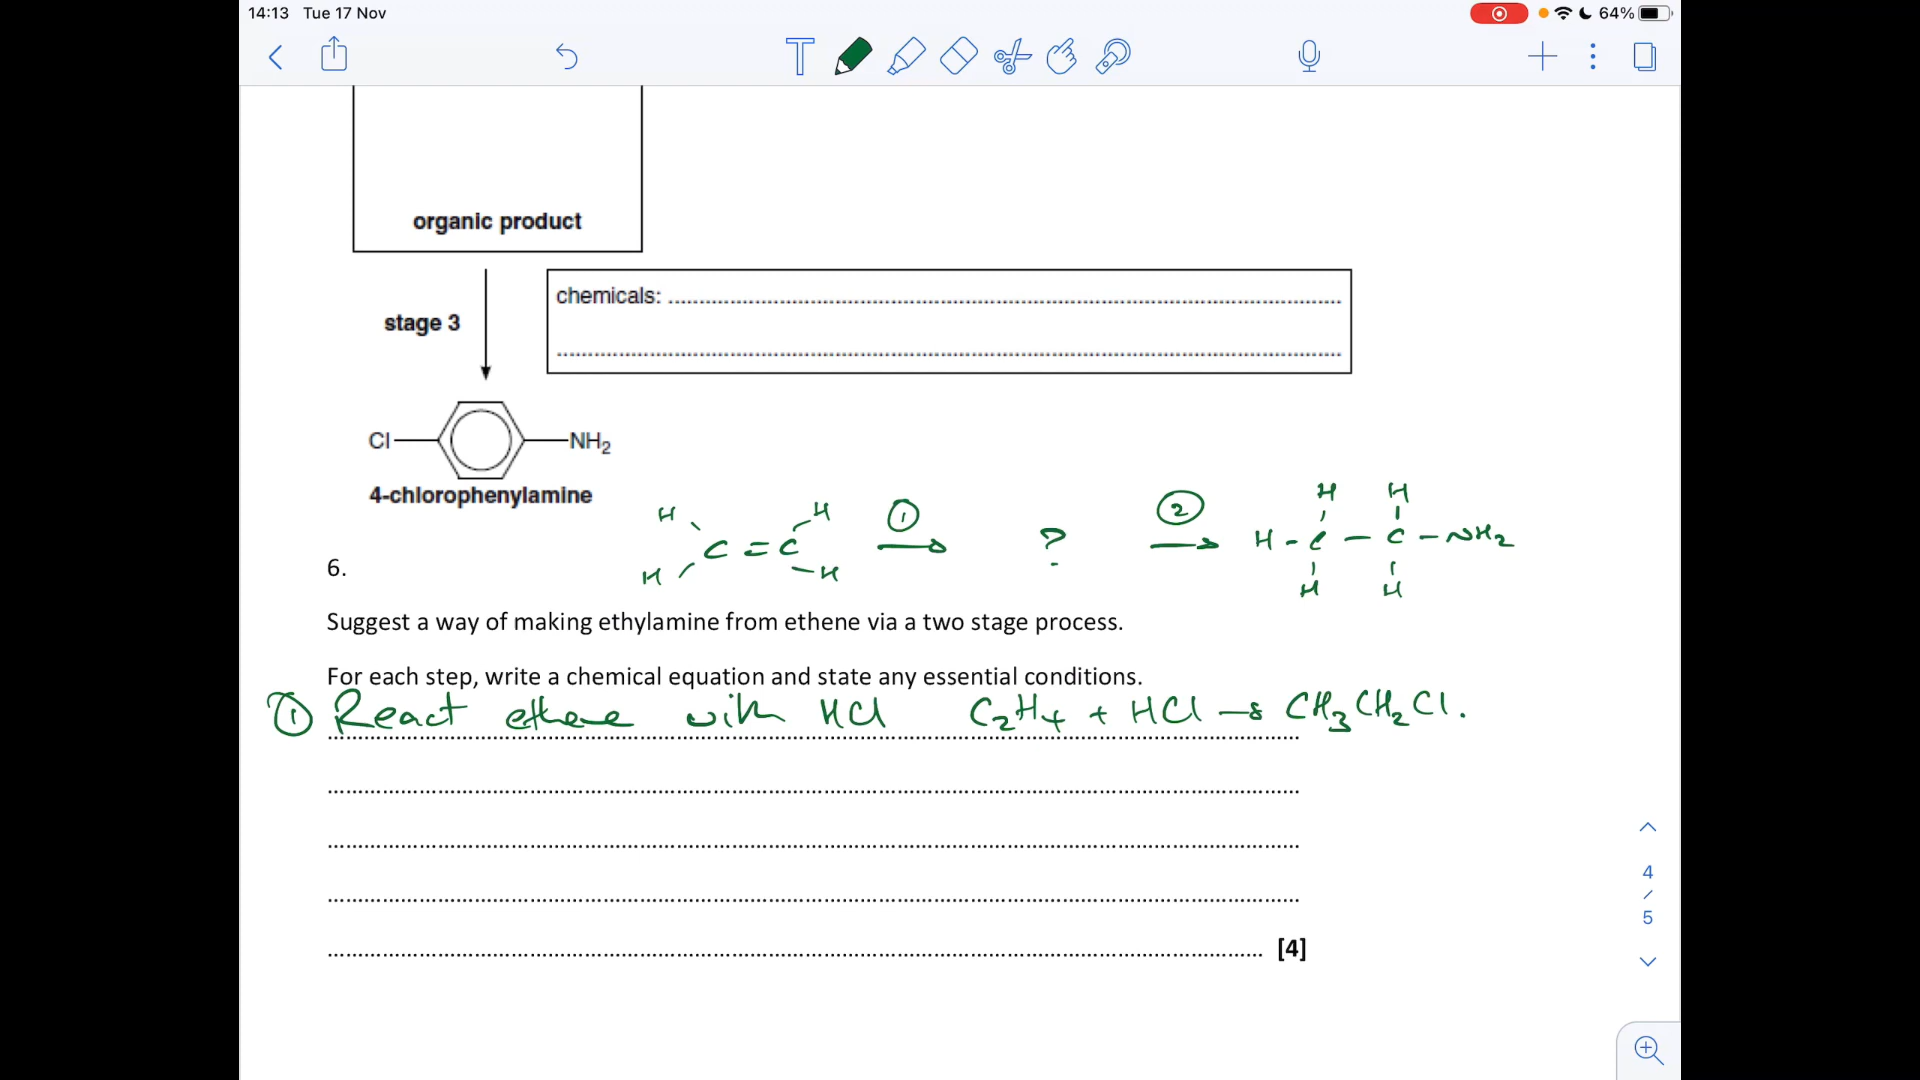 14:13 Tue 17 Nov 64%
organic product
chemicals: ....................
stage 3
....................
Cl NH2
4-chlorophenylamine
H H ① ② H H
C = C → ? → H - C - C - NH2
H H H H
6.
Suggest a way of making ethylamine from ethene via a two stage process.
For each step, write a chemical equation and state any essential conditions.
① React ethene with HCl C2H4 + HCl → CH3CH2Cl.
[4]
4
/
5